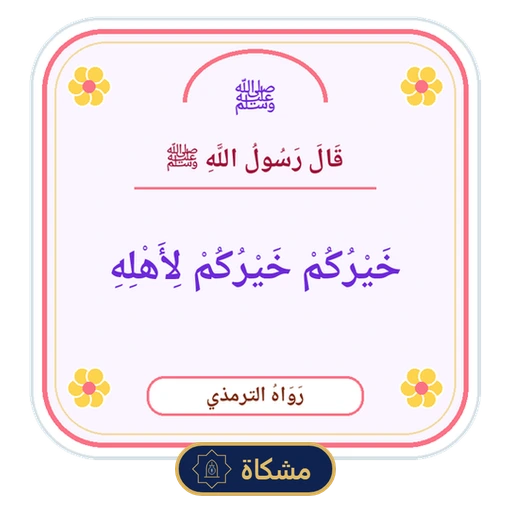 ﷺ
قَالَ رَسُولُ اللَّهِ ﷺ
خَيْرُكُمْ خَيْرُكُمْ لِأَهْلِهِ
رَوَاهُ الترمذي
مشكاة